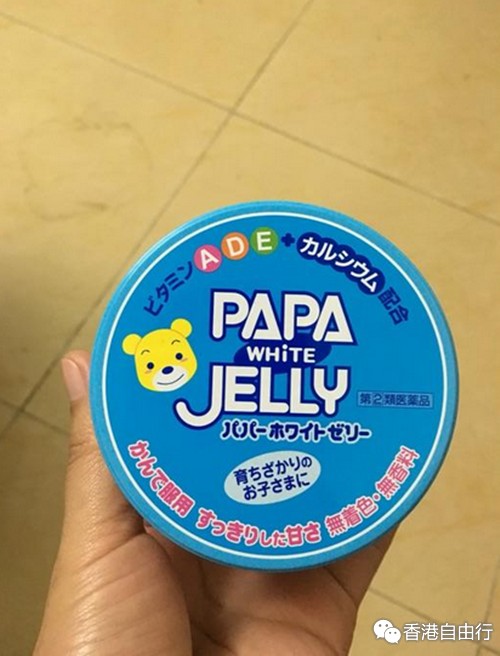 ビタミンADE+カルシウム配合
PAPA
WHiTE
JELLY
第②類医薬品
パパーホワイトゼリー
育ちざかりの
お子さまに
かんで服用 すっきりした甘さ 無着色・無香料
香港自由行